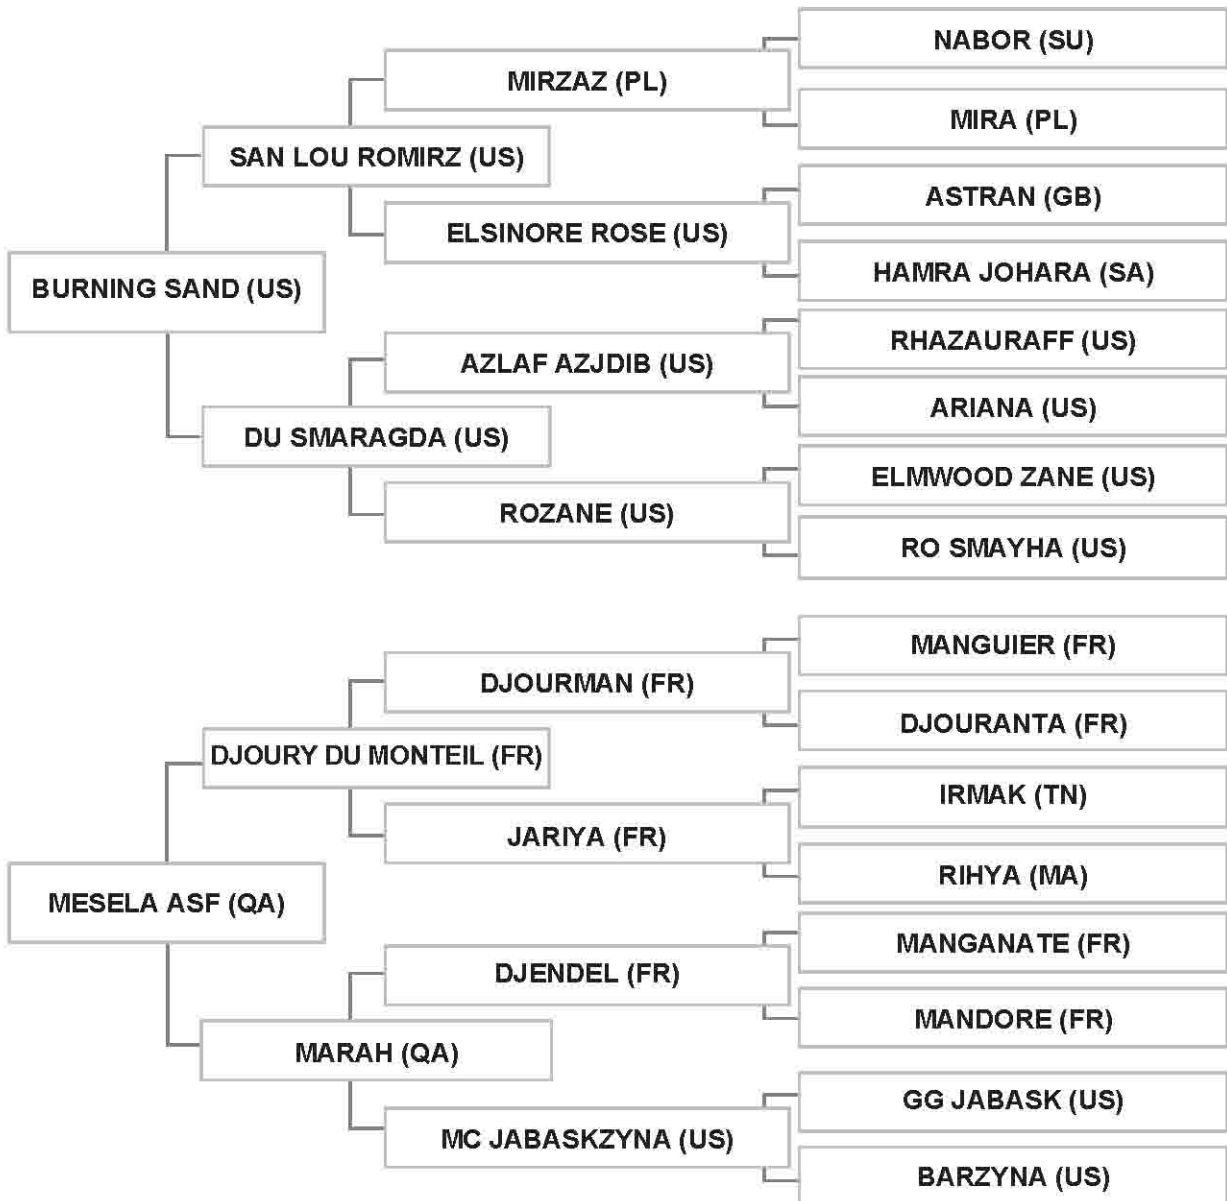 NABOR (SU)
MIRZAZ (PL)
MIRA (PL)
SAN LOU ROMIRZ (US)
ASTRAN (GB)
ELSINORE ROSE (US)
HAMRA JOHARA (SA)
BURNING SAND (US)
RHAZAURAFF (US)
AZLAF AZJDIB (US)
ARIANA (US)
DU SMARAGDA (US)
ELMWOOD ZANE (US)
ROZANE (US)
RO SMAYHA (US)
MANGUIER (FR)
DJOURMAN (FR)
DJOURANTA (FR)
DJOURY DU MONTEIL (FR)
IRMAK (TN)
JARIYA (FR)
RIHYA (MA)
MESELA ASF (QA)
MANGANATE (FR)
DJENDEL (FR)
MANDORE (FR)
MARAH (QA)
GG JABASK (US)
MC JABASKZYNA (US)
BARZYNA (US)